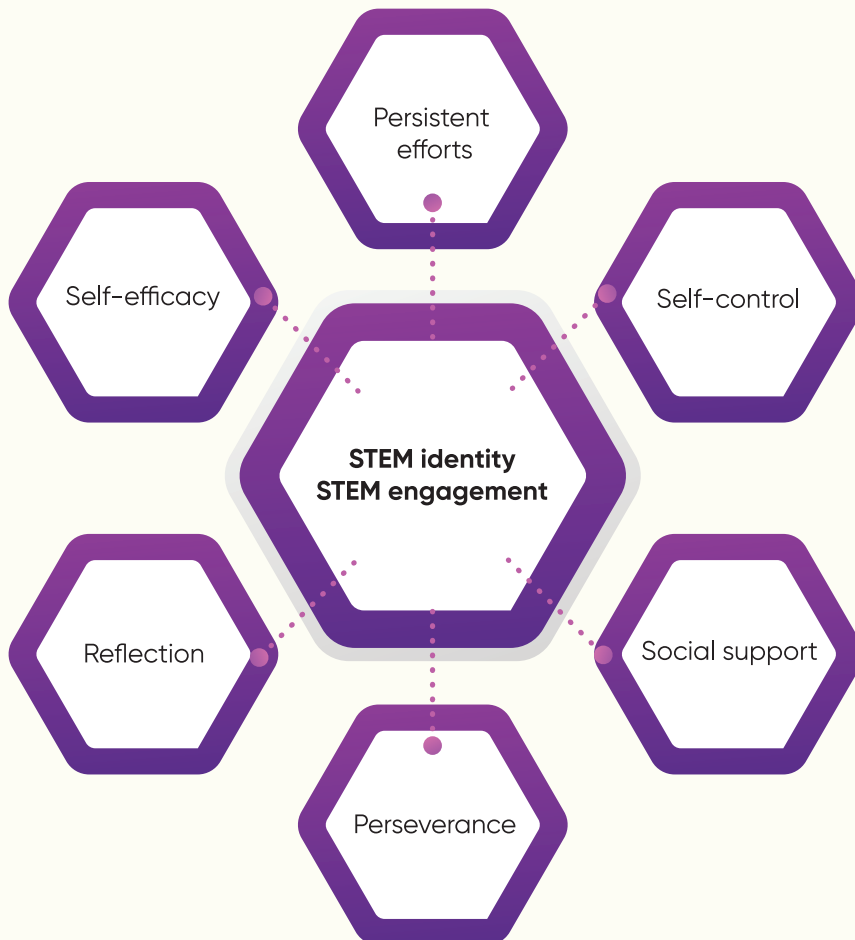 Persistent
efforts
Self-efficacy
Self-control
STEM identity
STEM engagement
Reflection
Social support
Perseverance